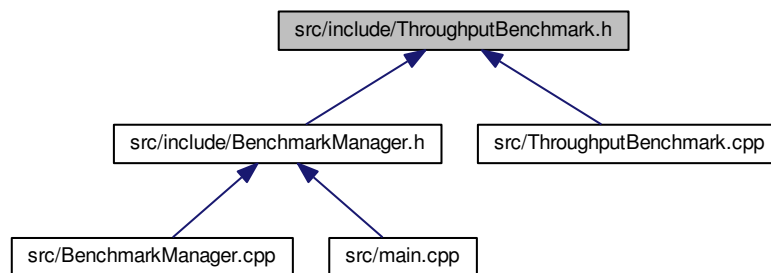 src/include/ThroughputBenchmark.h
src/include/BenchmarkManager.h
src/ThroughputBenchmark.cpp
src/BenchmarkManager.cpp
src/main.cpp